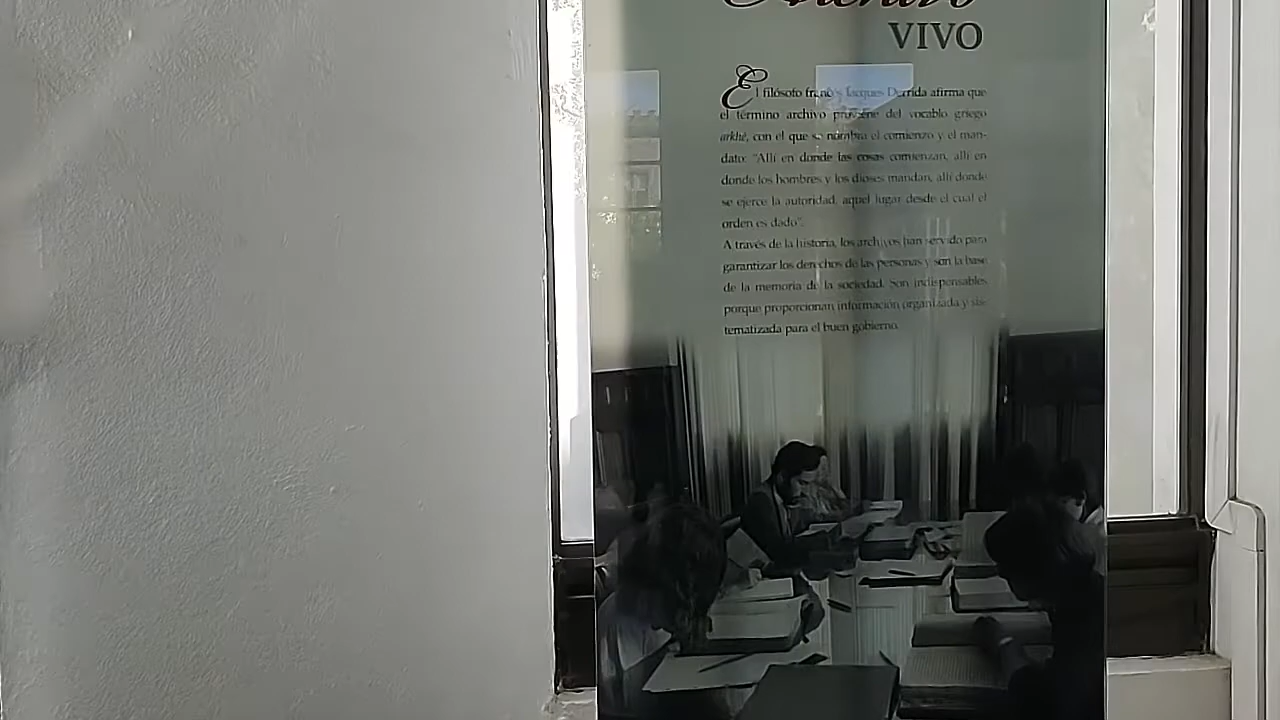 Archivo
VIVO
El filósofo francés Jacques Derrida afirma que
el término archivo proviene del vocablo griego
arkhé, con el que se nombra el comienzo y el man-
dato: "Allí en donde las cosas comienzan, allí en
donde los hombres y los dioses mandan, allí donde
se ejerce la autoridad, aquel lugar desde el cual el
orden es dado".
A través de la historia, los archivos han servido para
garantizar los derechos de las personas y son la base
de la memoria de la sociedad. Son indispensables
porque proporcionan información organizada y sis-
tematizada para el buen gobierno.